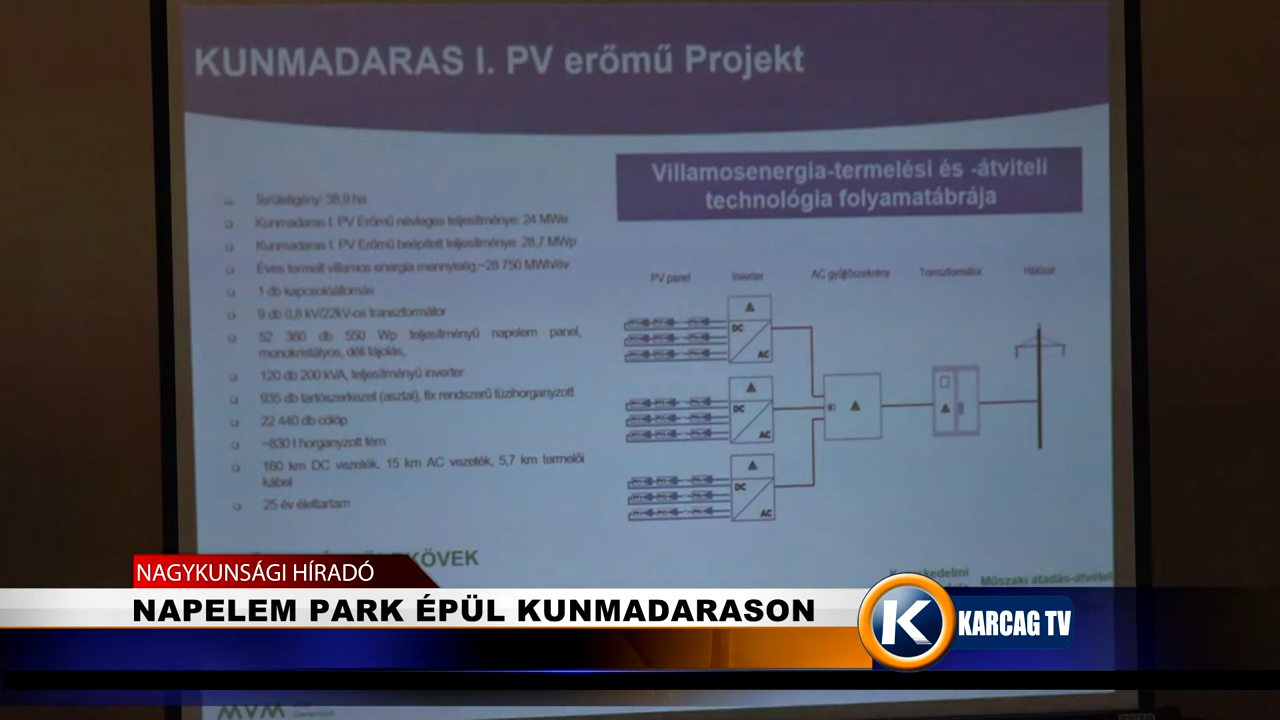 KUNMADARAS I. PV erőmű Projekt
Villamosenergia-termelési és -átviteli
technológia folyamatábrája
Területigény: 38,9 ha
Kunmadaras I. PV Erőmű névleges teljesítménye: 24 MWe
Kunmadaras I. PV Erőmű beépített teljesítménye: 28,7 MWp
Éves termelt villamos energia mennyiség:~28 750 MWh/év
1 db kapcsolóállomás
9 db 0,8 kV/22kV-os transzformátor
52 360 db 550 Wp teljesítményű napelem panel,
monokristályos, déli tájolás,
120 db 200 kVA, teljesítményű inverter
935 db tartószerkezet (asztal), fix rendszerű tűzihorganyzott
22 440 db cölöp
~830 t horganyzott fém
160 km DC vezeték, 15 km AC vezeték, 5,7 km termelői
kábel
25 év élettartam
PV panel
Inverter
AC gyűjtőszekrény
Transzformátor
Hálózat
DC
AC
DC
AC
DC
AC
KÖVEK
Műszaki átadás-átvétel
NAGYKUNSÁGI HÍRADÓ
NAPELEM PARK ÉPÜL KUNMADARASON
K KARCAG TV
MVM